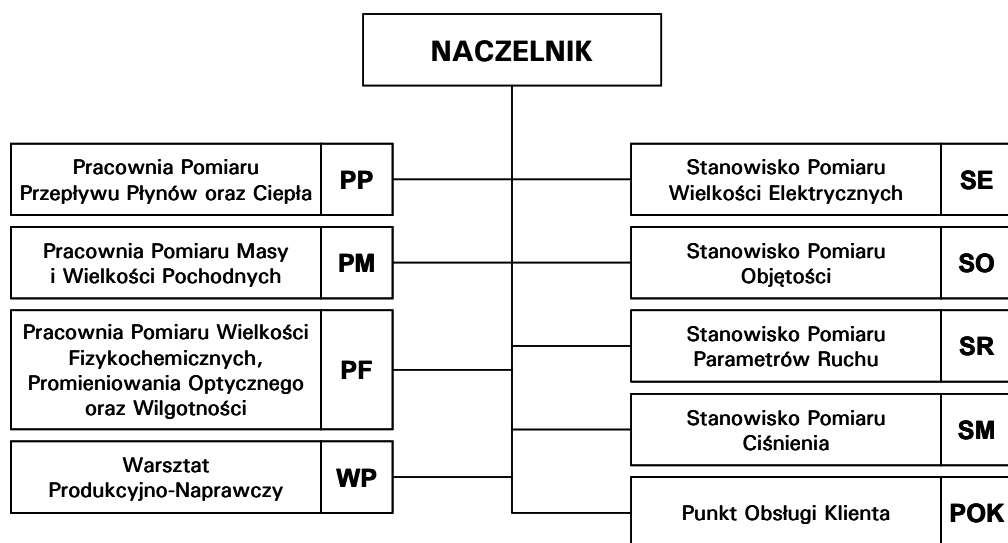 NACZELNIK
Pracownia Pomiaru
Przepływu Płynów oraz Ciepła
PP
Pracownia Pomiaru Masy
i Wielkości Pochodnych
PM
Pracownia Pomiaru Wielkości
Fizykochemicznych,
Promieniowania Optycznego
oraz Wilgotności
PF
Warsztat
Produkcyjno-Naprawczy
WP
Stanowisko Pomiaru
Wielkości Elektrycznych
SE
Stanowisko Pomiaru
Objętości
SO
Stanowisko Pomiaru
Parametrów Ruchu
SR
Stanowisko Pomiaru
Ciśnienia
SM
Punkt Obsługi Klienta
POK